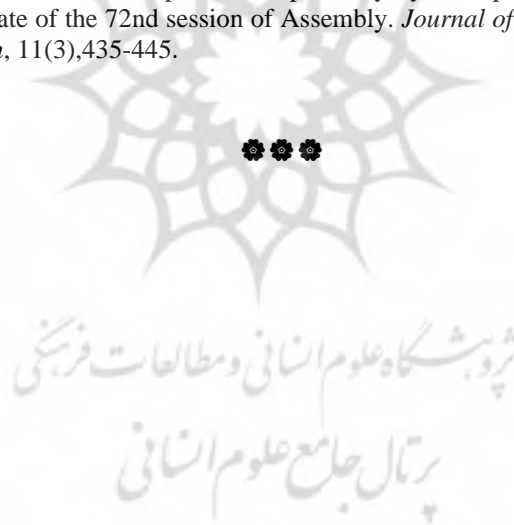 ate of the 72nd session of Assembly. Journal of
, 11(3),435-445.
پژوهشگاه علوم انسانی و مطالعات فرهنگی
پرتال جامع علوم انسانی